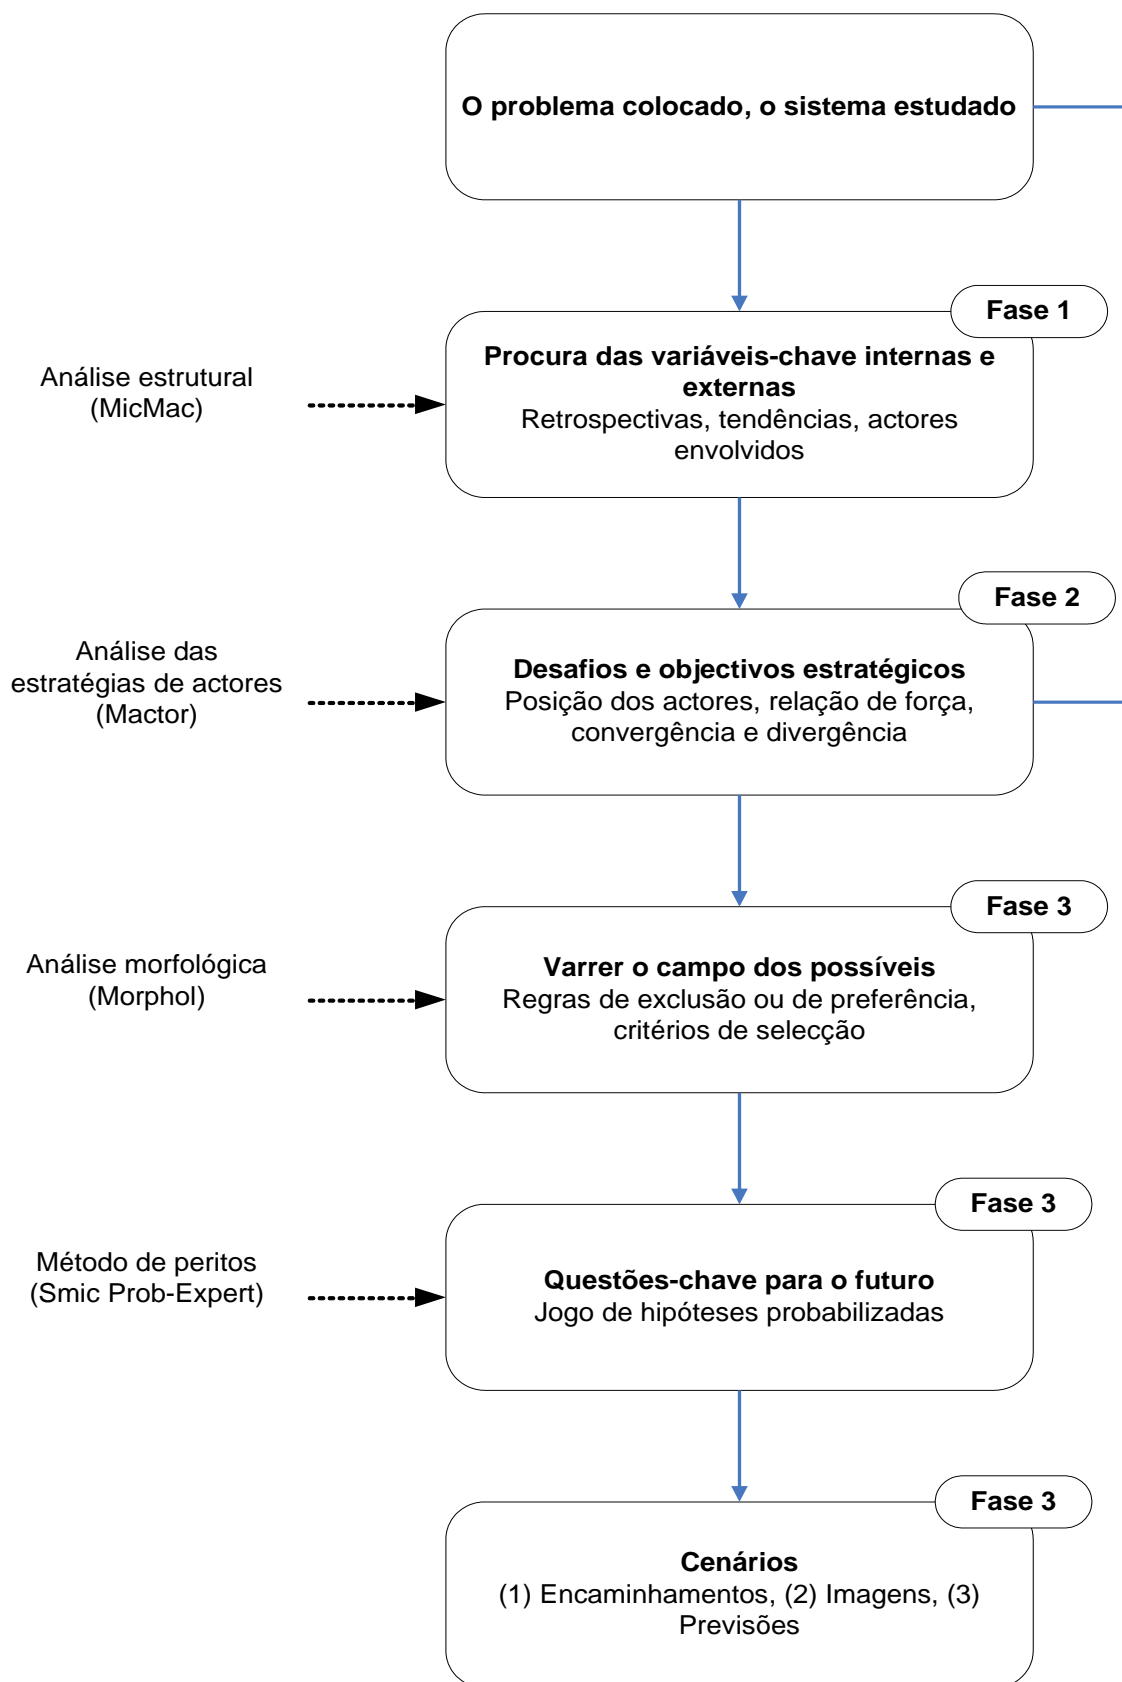 O problema colocado, o sistema estudado
Fase 1
Procura das variáveis-chave internas e
externas
Retrospectivas, tendências, actores
envolvidos
Análise estrutural
(MicMac)
Fase 2
Desafios e objectivos estratégicos
Posição dos actores, relação de força,
convergência e divergência
Análise das
estratégias de actores
(Mactor)
Fase 3
Varrer o campo dos possíveis
Regras de exclusão ou de preferência,
critérios de selecção
Análise morfológica
(Morphol)
Fase 3
Questões-chave para o futuro
Jogo de hipóteses probabilizadas
Método de peritos
(Smic Prob-Expert)
Fase 3
Cenários
(1) Encaminhamentos, (2) Imagens, (3)
Previsões